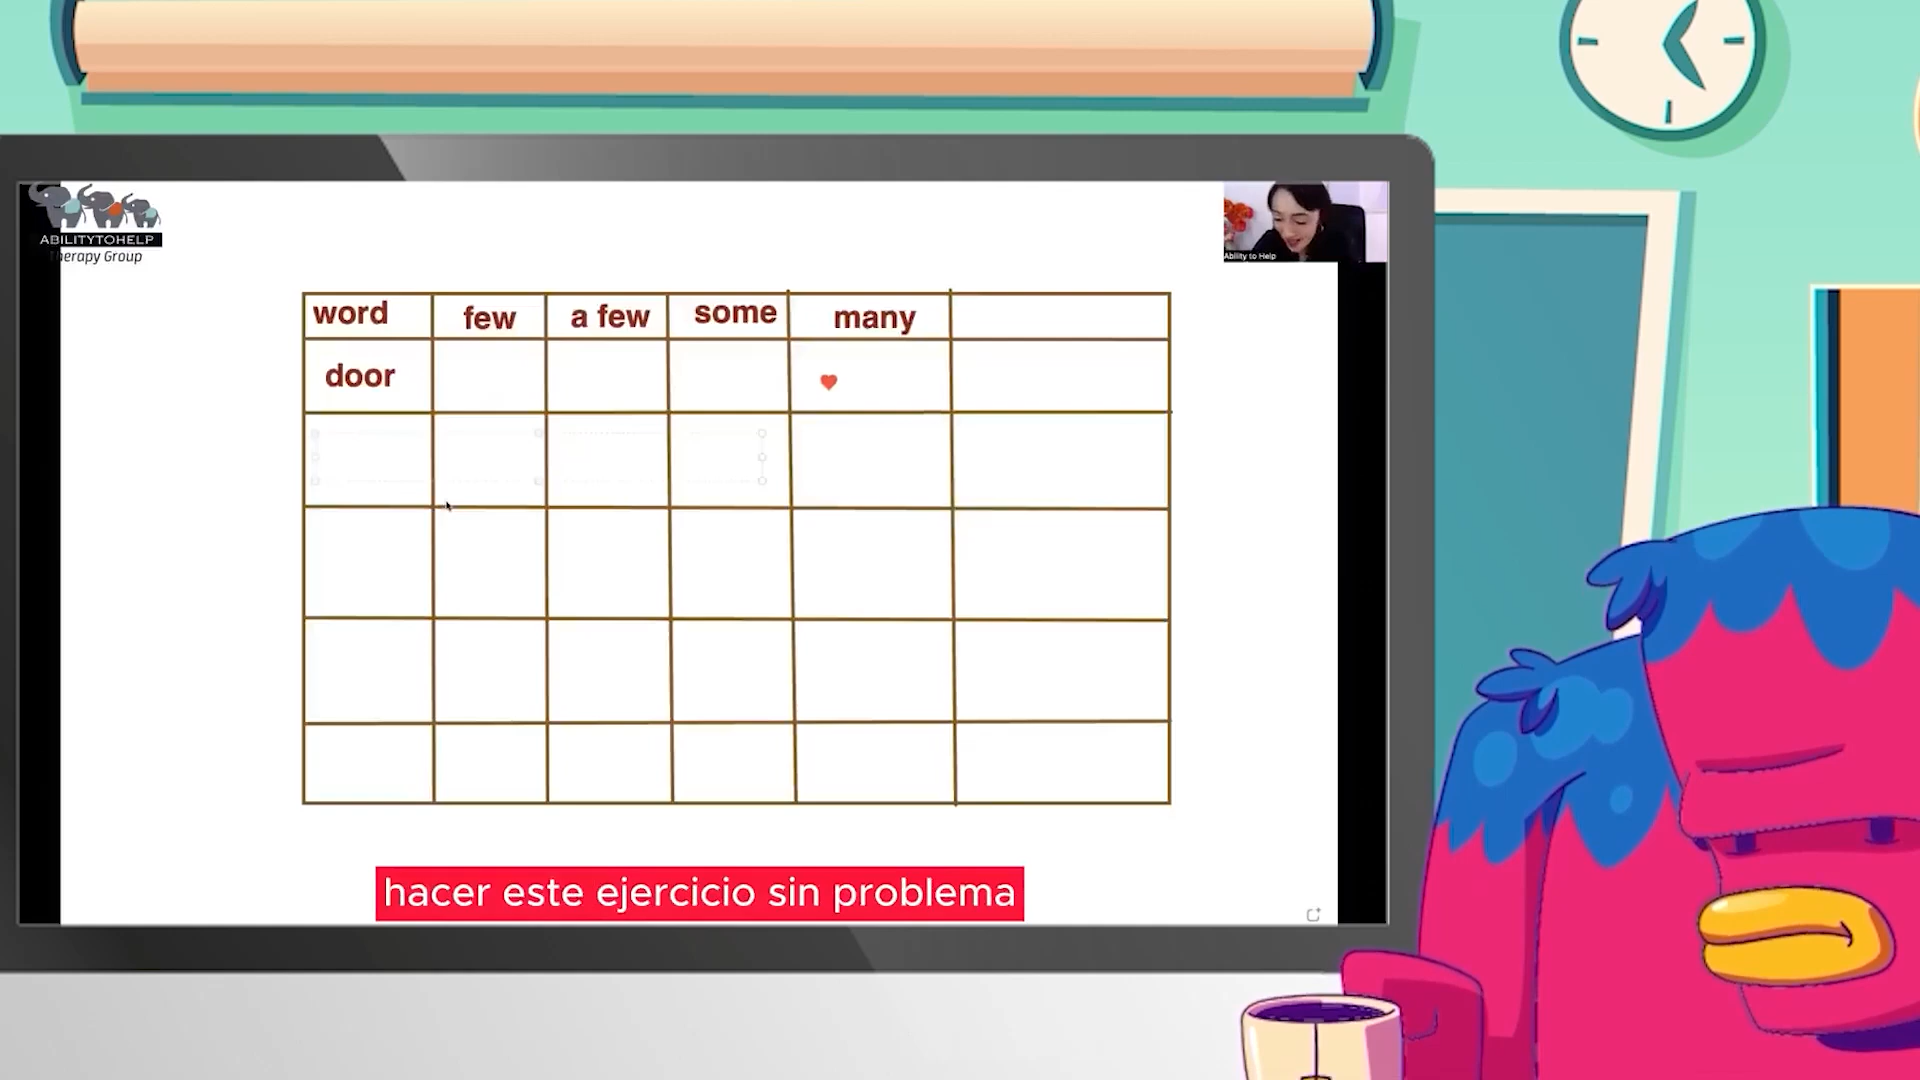 ABILITYTOHELP
Therapy Group
Ability to Help
word few a few some many
door
hacer este ejercicio sin problema